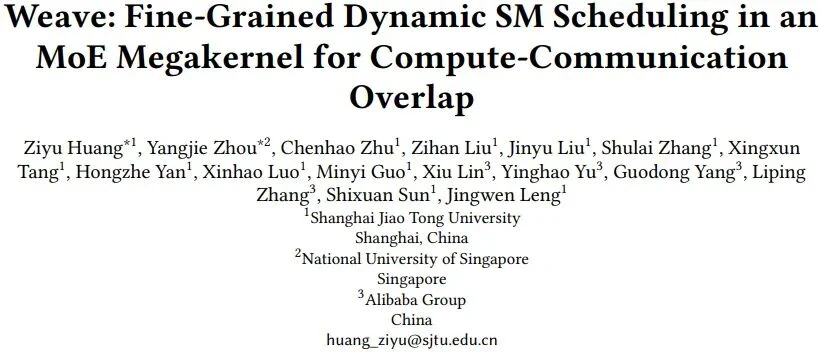 Weave: Fine-Grained Dynamic SM Scheduling in an
MoE Megakernel for Compute-Communication
Overlap
Ziyu Huang*1, Yangjie Zhou*2, Chenhao Zhu1, Zihan Liu1, Jinyu Liu1, Shulai Zhang1, Xingxun
Tang1, Hongzhe Yan1, Xinhao Luo1, Minyi Guo1, Xiu Lin3, Yinghao Yu3, Guodong Yang3, Liping
Zhang3, Shixuan Sun1, Jingwen Leng1
1Shanghai Jiao Tong University
Shanghai, China
2National University of Singapore
Singapore
3Alibaba Group
China
huang_ziyu@sjtu.edu.cn